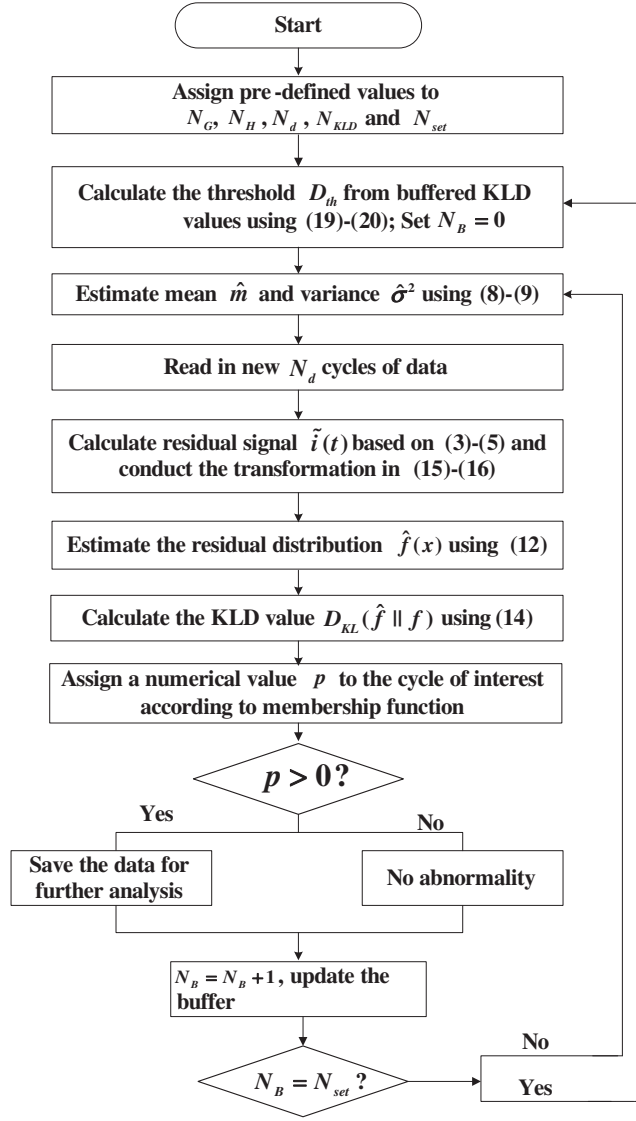 Start
Assign pre-defined values to
N_G, N_H, N_d, N_KLD and N_set
Calculate the threshold D_th from buffered KLD
values using (19)-(20); Set N_B = 0
Estimate mean m̂ and variance σ̂² using (8)-(9)
Read in new N_d cycles of data
Calculate residual signal ĩ(t) based on (3)-(5) and
conduct the transformation in (15)-(16)
Estimate the residual distribution f̂(x) using (12)
Calculate the KLD value D_KL(f̂ || f) using (14)
Assign a numerical value p to the cycle of interest
according to membership function
p > 0?
Yes
No
Save the data for
further analysis
No abnormality
N_B = N_B +1, update the
buffer
N_B = N_set ?
No
Yes